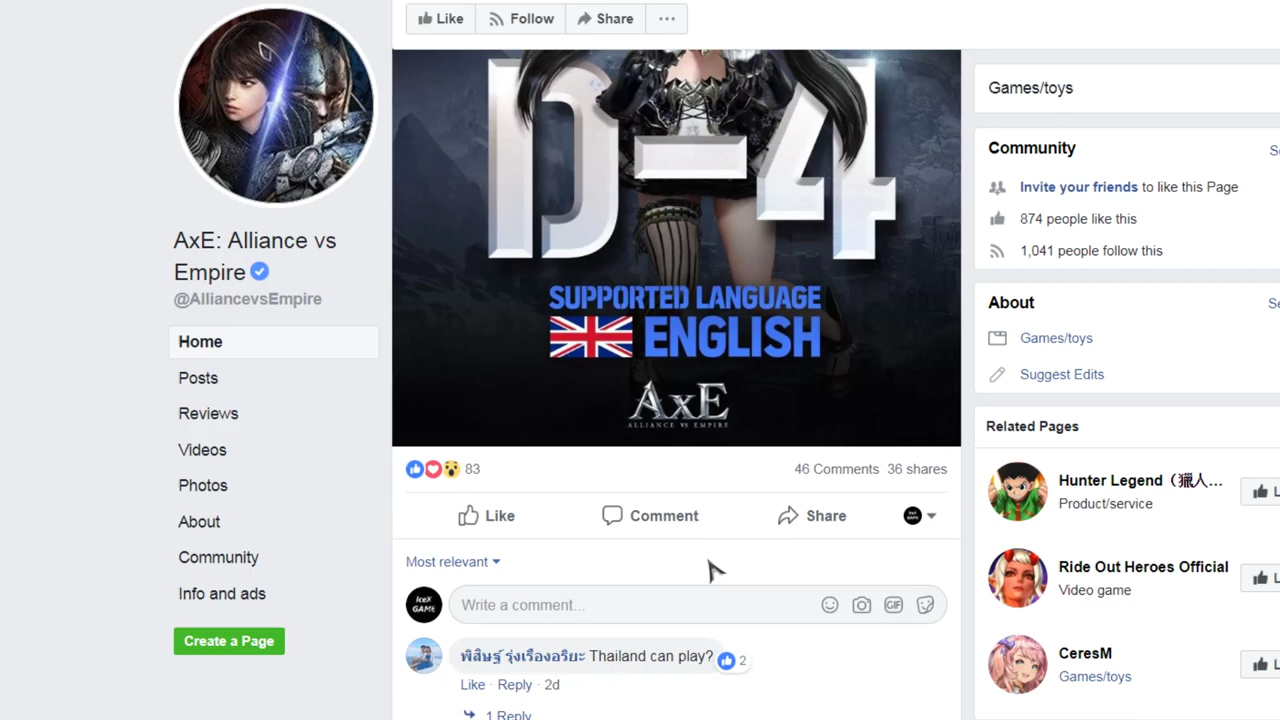 Like
Follow
Share
AxE: Alliance vs
Empire
@AlliancevsEmpire
Home
Posts
Reviews
Videos
Photos
About
Community
Info and ads
Create a Page
D-4
SUPPORTED LANGUAGE
ENGLISH
AxE
ALLIANCE VS EMPIRE
83
46 Comments 36 shares
Like
Comment
Share
Most relevant
IceX
GAME
Write a comment...
GIF
พิสิษฐ์ รุ่งเรืองอริยะ Thailand can play?
2
Like · Reply · 2d
1 Reply
Games/toys
Community
Invite your friends to like this Page
874 people like this
1,041 people follow this
About
Games/toys
Suggest Edits
Related Pages
Hunter Legend（獵人...
Product/service
Ride Out Heroes Official
Video game
CeresM
Games/toys